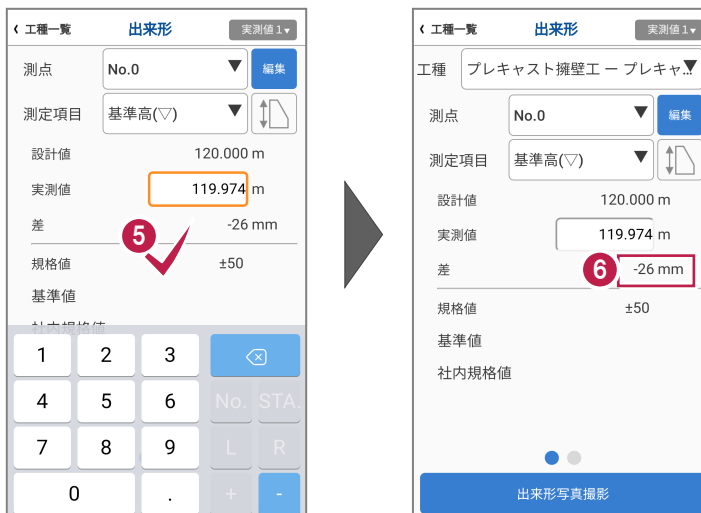 ‹ 工種一覧 出来形 実測値1▼
測点 No.0 ▼ 編集
測定項目 基準高(▽) ▼
設計値 120.000 m
実測値 119.974 m
差 -26 mm
5
規格値 ±50
基準値
社内規格値
1 2 3
4 5 6 No. STA.
7 8 9 L R
0 . + -
‹ 工種一覧 出来形 実測値1▼
工種 プレキャスト擁壁工 ー プレキャ...▼
測点 No.0 ▼ 編集
測定項目 基準高(▽) ▼
設計値 120.000 m
実測値 119.974 m
差 6 -26 mm
規格値 ±50
基準値
社内規格値
出来形写真撮影